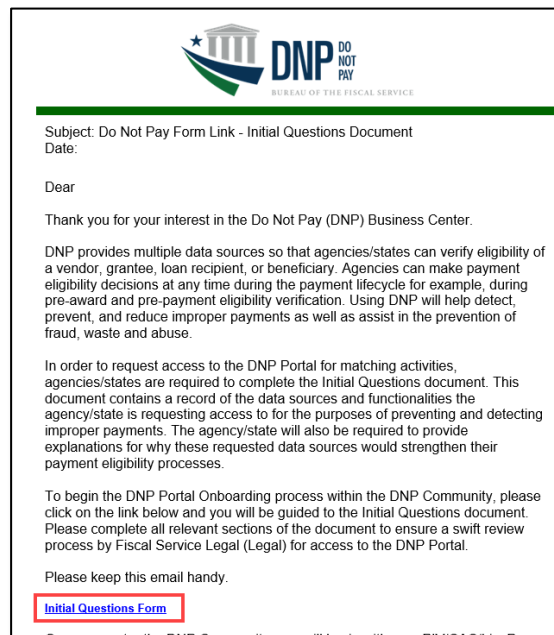 DNP DO
NOT
PAY
BUREAU OF THE FISCAL SERVICE
Subject: Do Not Pay Form Link - Initial Questions Document
Date:
Dear
Thank you for your interest in the Do Not Pay (DNP) Business Center.
DNP provides multiple data sources so that agencies/states can verify eligibility of
a vendor, grantee, loan recipient, or beneficiary. Agencies can make payment
eligibility decisions at any time during the payment lifecycle for example, during
pre-award and pre-payment eligibility verification. Using DNP will help detect,
prevent, and reduce improper payments as well as assist in the prevention of
fraud, waste and abuse.
In order to request access to the DNP Portal for matching activities,
agencies/states are required to complete the Initial Questions document. This
document contains a record of the data sources and functionalities the
agency/state is requesting access to for the purposes of preventing and detecting
improper payments. The agency/state will also be required to provide
explanations for why these requested data sources would strengthen their
payment eligibility processes.
To begin the DNP Portal Onboarding process within the DNP Community, please
click on the link below and you will be guided to the Initial Questions document.
Please complete all relevant sections of the document to ensure a swift review
process by Fiscal Service Legal (Legal) for access to the DNP Portal.
Please keep this email handy.
Initial Questions Form